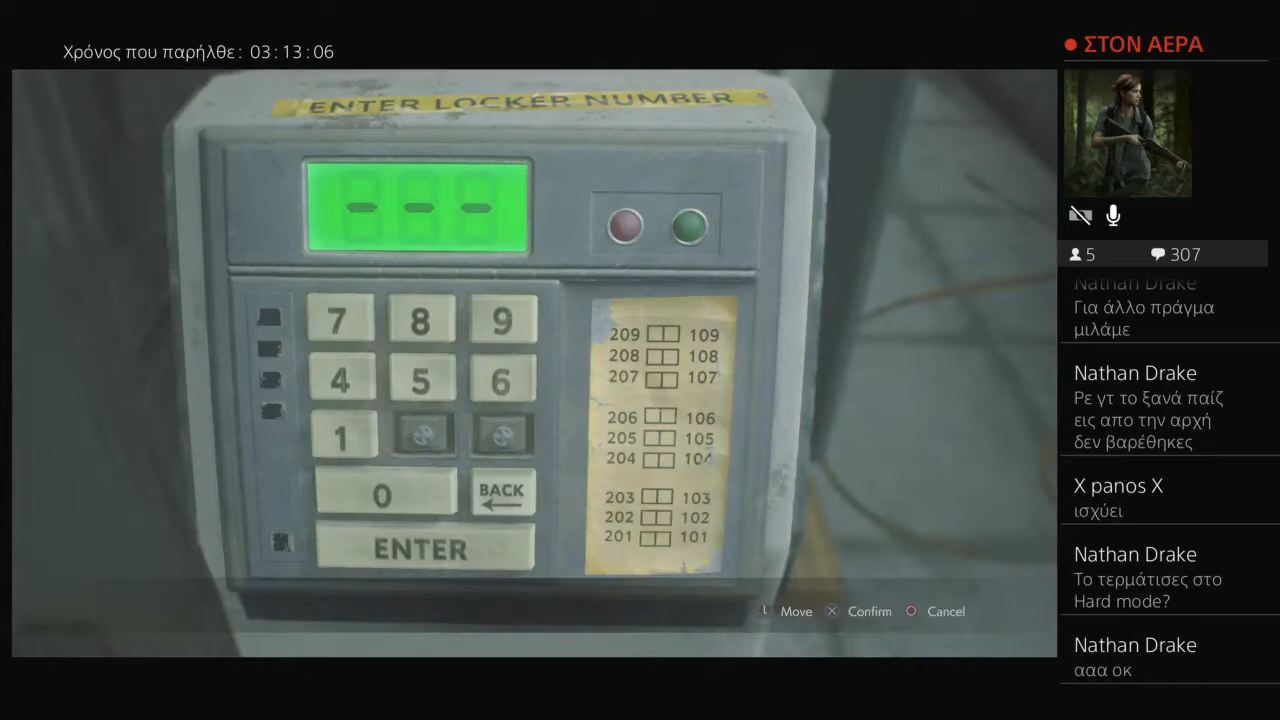 Χρόνος που παρήλθε: 03:13:06
ENTER LOCKER NUMBER
7 8 9
4 5 6
1
0 BACK
ENTER
209 109
208 108
207 107
206 106
205 105
204 104
203 103
202 102
201 101
L Move Confirm Cancel
ΣΤΟΝ ΑΕΡΑ
5 307
Nathan Drake
Για άλλο πράγμα
μιλάμε
Nathan Drake
Ρε γτ το ξανά παίζ
εις απο την αρχή
δεν βαρέθηκες
X panos X
ισχύει
Nathan Drake
Το τερμάτισες στο
Hard mode?
Nathan Drake
ααα οκ